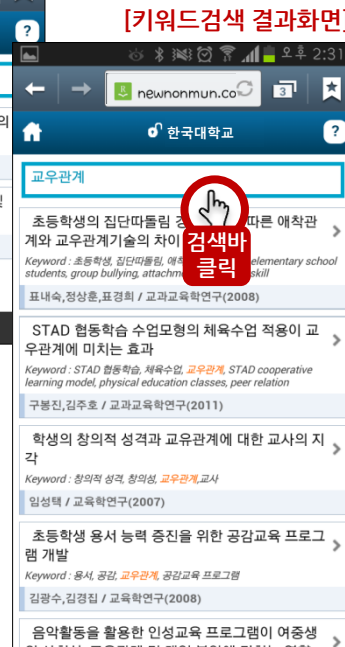 [키워드검색 결과화면]
?
오후 2:31
newnonmun.co
3
한국대학교
?
교우관계
검색바
클릭
초등학생의 집단따돌림 경 따른 애착관
계와 교우관계기술의 차이
Keyword : 초등학생, 집단따돌림, 애착 elementary school
students, group bullying, attachm skill
표내숙,정상훈,표경희 / 교과교육학연구(2008)
STAD 협동학습 수업모형의 체육수업 적용이 교
우관계에 미치는 효과
Keyword : STAD 협동학습, 체육수업, 교우관계, STAD cooperative
learning model, physical education classes, peer relation
구봉진,김주호 / 교과교육학연구(2011)
학생의 창의적 성격과 교유관계에 대한 교사의 지
각
Keyword : 창의적 성격, 창의성, 교우관계,교사
임성택 / 교육학연구(2007)
초등학생 용서 능력 증진을 위한 공감교육 프로그
램 개발
Keyword : 용서, 공감, 교우관계, 공감교육 프로그램
김광수,김경집 / 교육학연구(2008)
음악활동을 활용한 인성교육 프로그램이 여중생